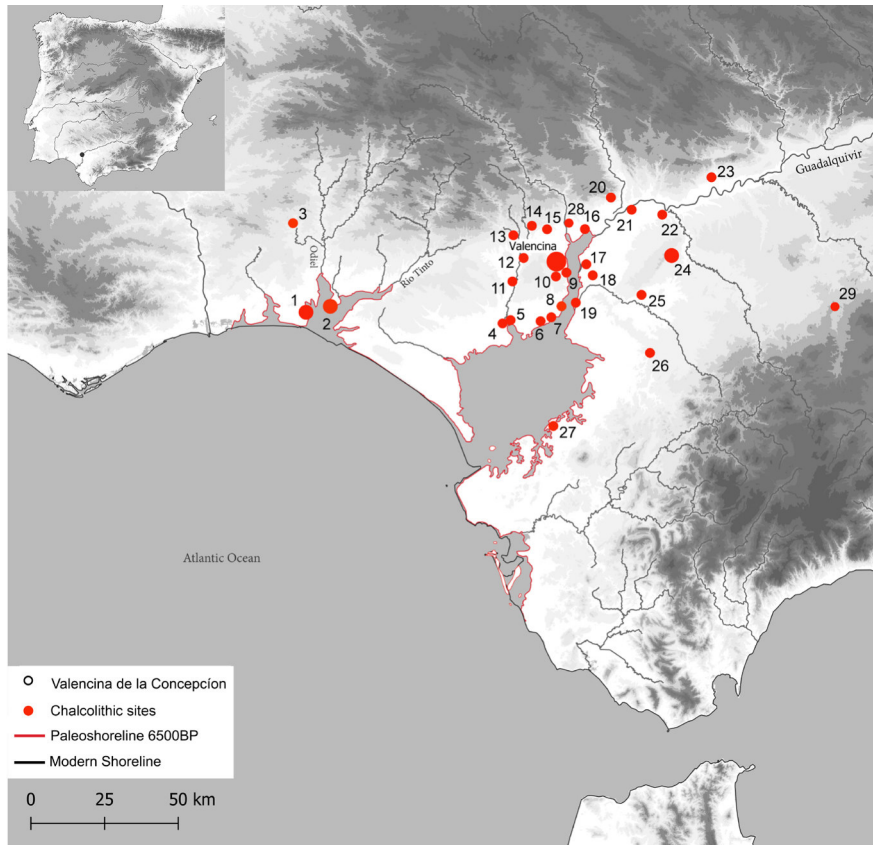 Guadalquivir
23
20
3
14
15
28
16
21
22
13
Valencina
Odiel
12
17
24
Rio Tinto
10
9
18
11
25
29
1
2
8
19
4
5
6
7
26
27
Atlantic Ocean
Valencina de la Concepcíon
Chalcolithic sites
Paleoshoreline 6500BP
Modern Shoreline
0 25 50 km